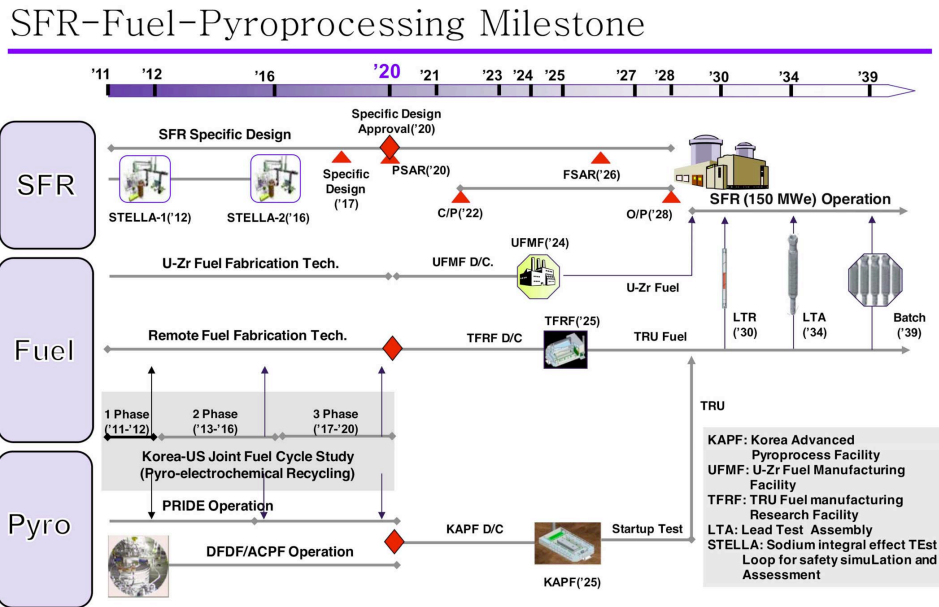 SFR-Fuel-Pyroprocessing Milestone
'11
'12
'16
'20
'21
'23
'24
'25
'27
'28
'30
'34
'39
SFR
SFR Specific Design
Specific Design
Approval('20)
STELLA-1('12)
STELLA-2('16)
Specific
Design
('17)
PSAR('20)
FSAR('26)
C/P('22)
O/P('28)
SFR (150 MWe) Operation
Fuel
U-Zr Fuel Fabrication Tech.
UFMF D/C.
UFMF('24)
U-Zr Fuel
LTR
('30)
LTA
('34)
Batch
('39)
Remote Fuel Fabrication Tech.
TFRF D/C
TFRF('25)
TRU Fuel
1 Phase
('11-'12)
2 Phase
('13-'16)
3 Phase
('17-'20)
Korea-US Joint Fuel Cycle Study
(Pyro-electrochemical Recycling)
TRU
Pyro
PRIDE Operation
DFDF/ACPF Operation
KAPF D/C
KAPF('25)
Startup Test
KAPF: Korea Advanced
Pyroprocess Facility
UFMF: U-Zr Fuel Manufacturing
Facility
TFRF: TRU Fuel manufacturing
Research Facility
LTA: Lead Test Assembly
STELLA: Sodium integral effect TEst
Loop for safety simuLation and
Assessment